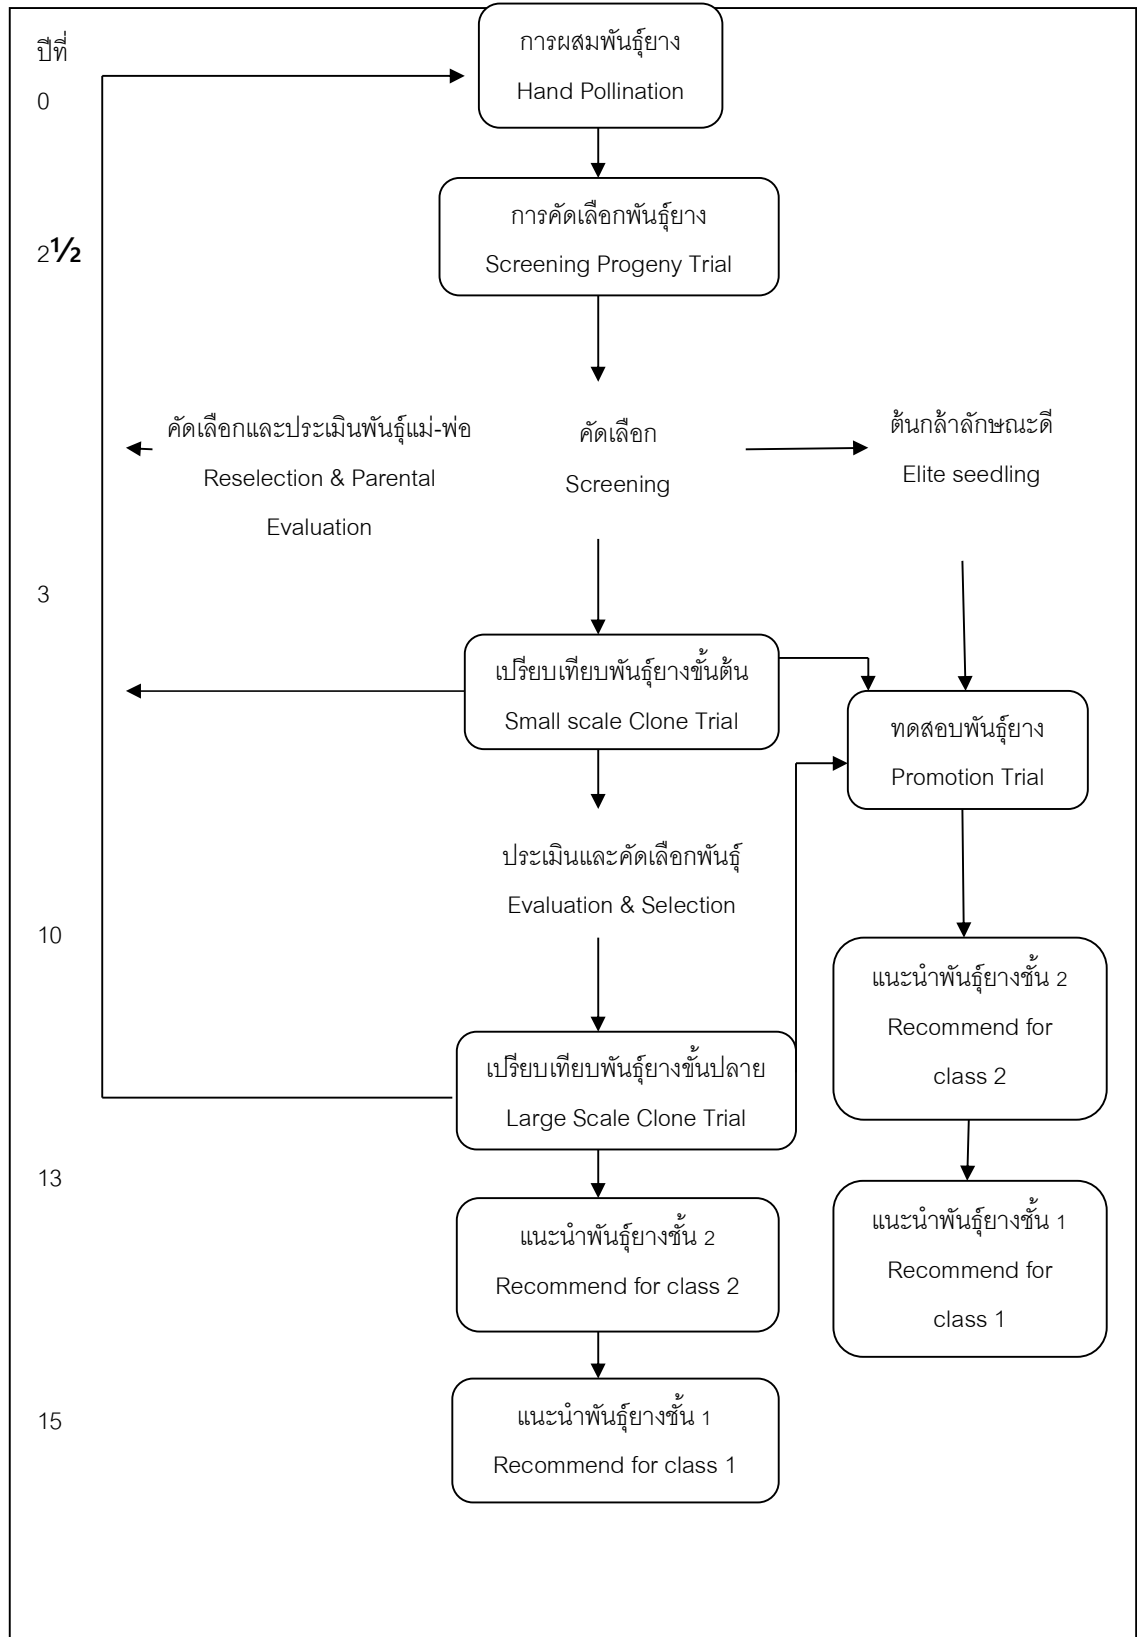 ปีที่
การผสมพันธุ์ยาง
Hand Pollination
0
การคัดเลือกพันธุ์ยาง
Screening Progeny Trial
2½
คัดเลือกและประเมินพันธุ์แม่-พ่อ
Reselection & Parental
Evaluation
คัดเลือก
Screening
ต้นกล้าลักษณะดี
Elite seedling
3
เปรียบเทียบพันธุ์ยางขั้นต้น
Small scale Clone Trial
ทดสอบพันธุ์ยาง
Promotion Trial
ประเมินและคัดเลือกพันธุ์
Evaluation & Selection
10
แนะนำพันธุ์ยางชั้น 2
Recommend for
class 2
เปรียบเทียบพันธุ์ยางขั้นปลาย
Large Scale Clone Trial
13
แนะนำพันธุ์ยางชั้น 2
Recommend for class 2
แนะนำพันธุ์ยางชั้น 1
Recommend for
class 1
15
แนะนำพันธุ์ยางชั้น 1
Recommend for class 1